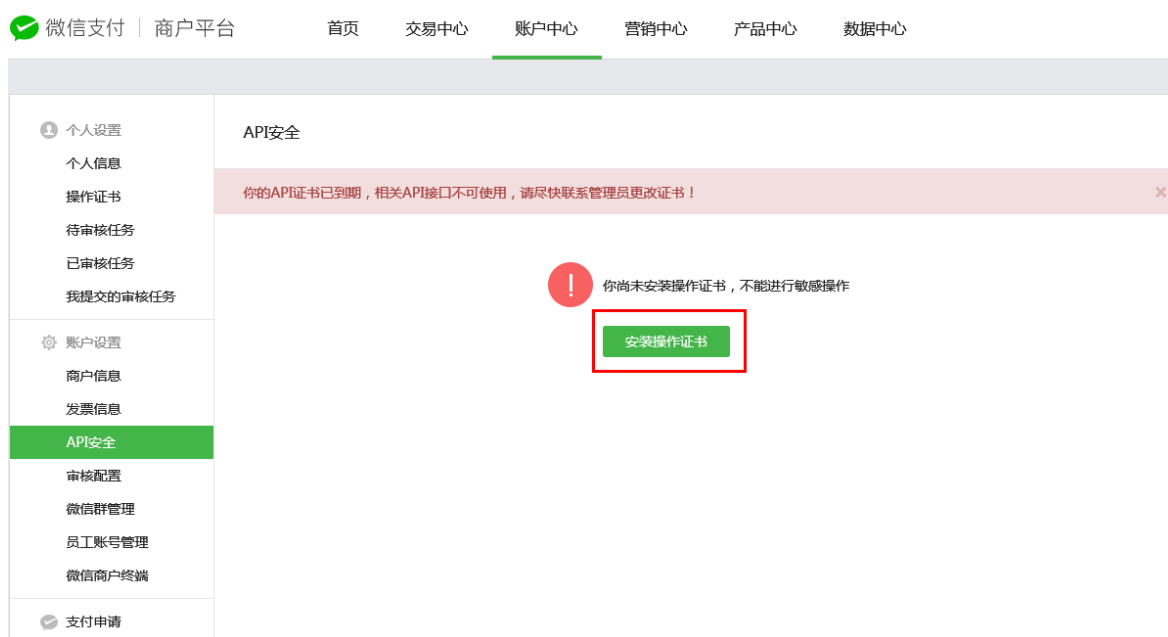 微信支付 | 商户平台 首页 交易中心 账户中心 营销中心 产品中心 数据中心
个人设置
个人信息
操作证书
待审核任务
已审核任务
我提交的审核任务
账户设置
商户信息
发票信息
API安全
审核配置
微信群管理
员工账号管理
微信商户终端
支付申请
API安全
你的API证书已到期，相关API接口不可使用，请尽快联系管理员更改证书！ ×
你尚未安装操作证书，不能进行敏感操作
安装操作证书